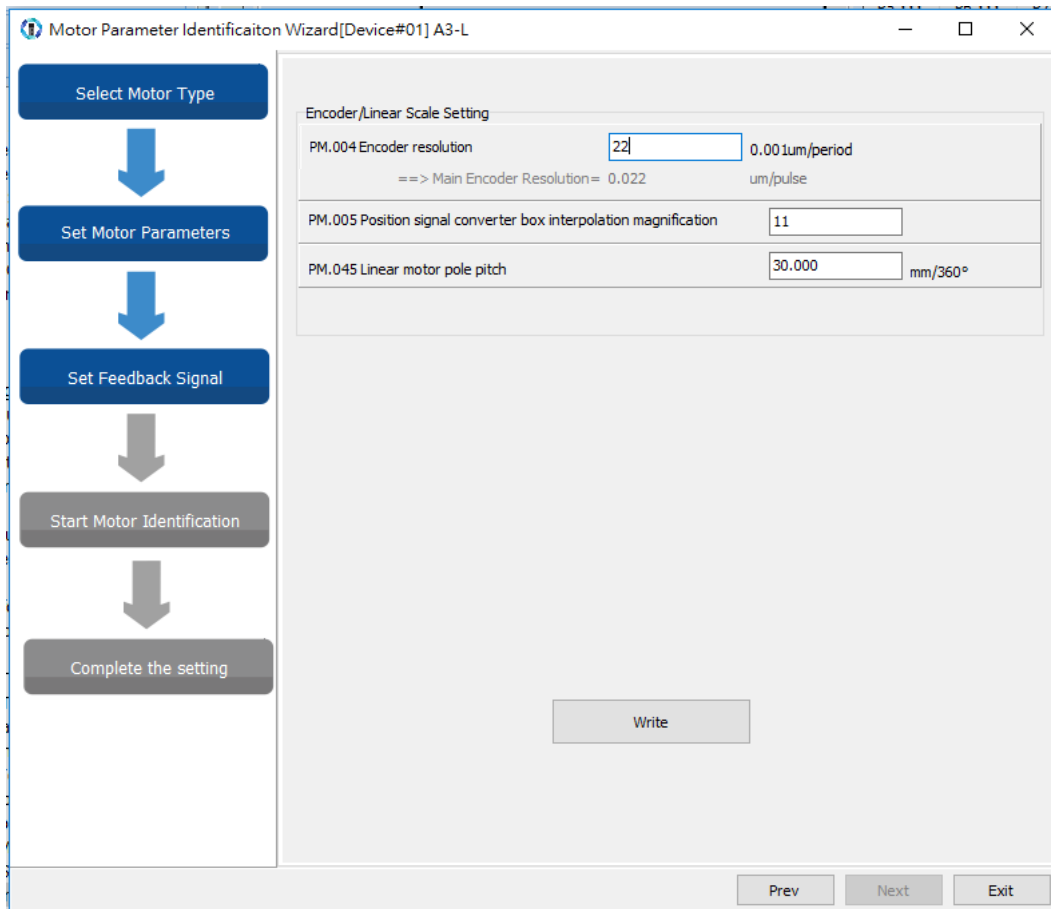 Motor Parameter Identificaiton Wizard[Device#01] A3-L
Select Motor Type
Set Motor Parameters
Set Feedback Signal
Start Motor Identification
Complete the setting
Encoder/Linear Scale Setting
PM.004 Encoder resolution 22 0.001um/period
==> Main Encoder Resolution= 0.022 um/pulse
PM.005 Position signal converter box interpolation magnification 11
PM.045 Linear motor pole pitch 30.000 mm/360°
Write
Prev Next Exit